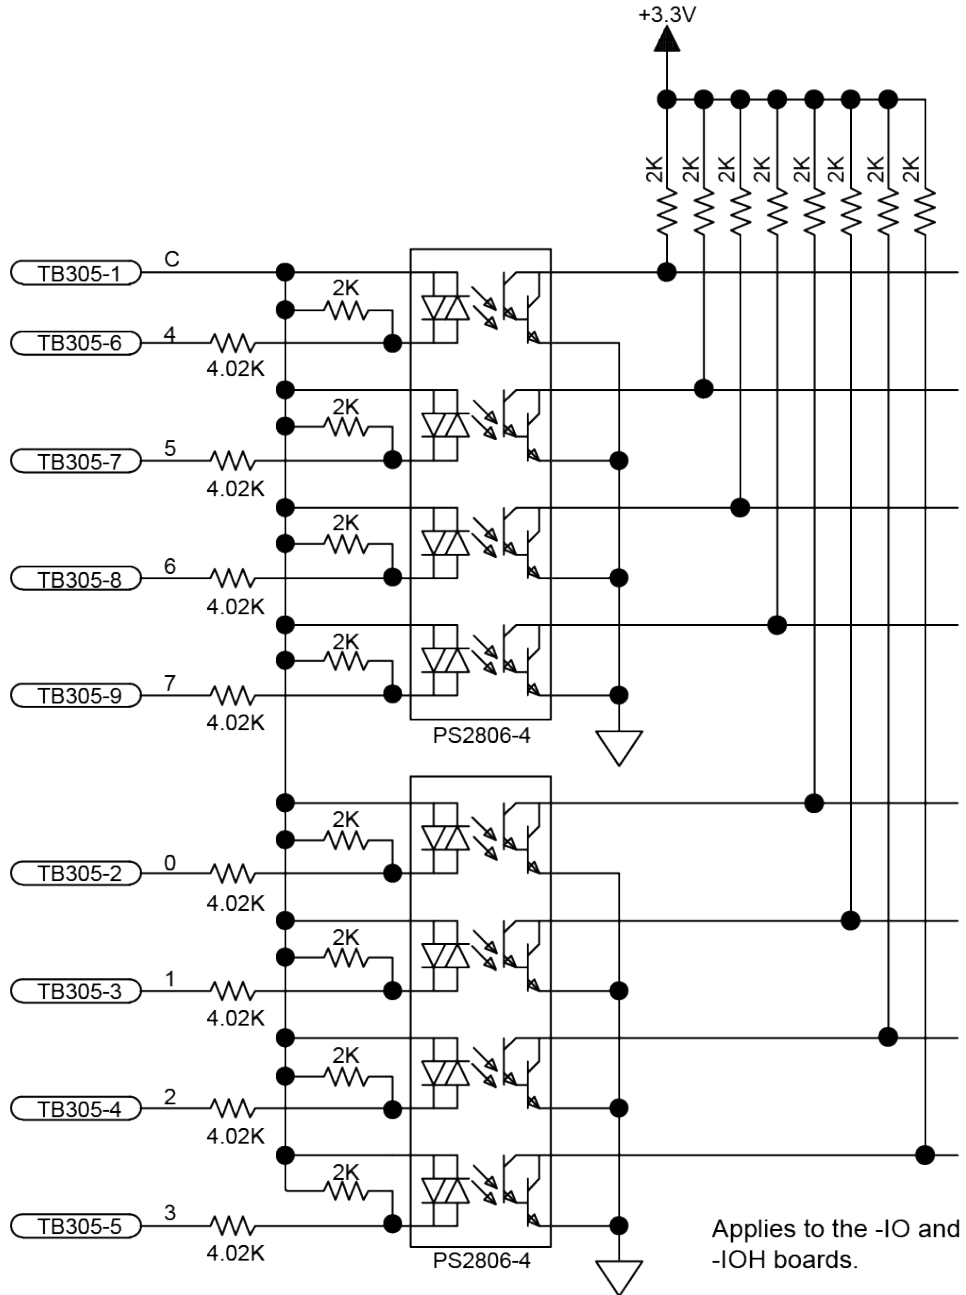 +3.3V
2K 2K 2K 2K 2K 2K 2K 2K
TB305-1 C
2K
TB305-6 4
4.02K
2K
TB305-7 5
4.02K
2K
TB305-8 6
4.02K
2K
TB305-9 7
4.02K
PS2806-4
2K
TB305-2 0
4.02K
2K
TB305-3 1
4.02K
2K
TB305-4 2
4.02K
2K
TB305-5 3
4.02K
PS2806-4
Applies to the -IO and
-IOH boards.